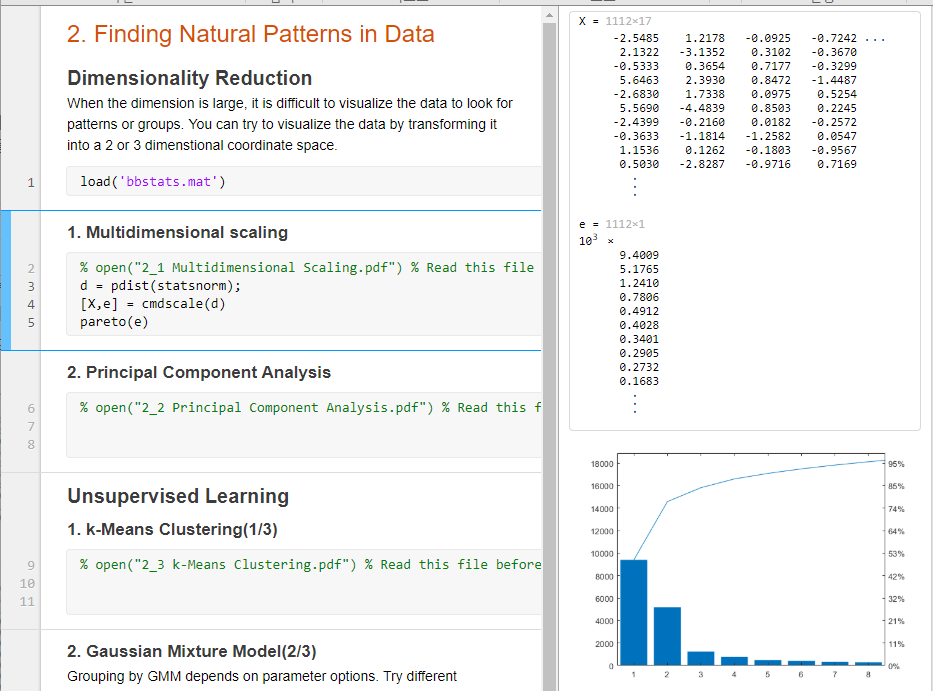 2. Finding Natural Patterns in Data
Dimensionality Reduction
When the dimension is large, it is difficult to visualize the data to look for
patterns or groups. You can try to visualize the data by transforming it
into a 2 or 3 dimenstional coordinate space.
1 load('bbstats.mat')
1. Multidimensional scaling
2 % open("2_1 Multidimensional Scaling.pdf") % Read this file
3 d = pdist(statsnorm);
4 [X,e] = cmdscale(d)
5 pareto(e)
2. Principal Component Analysis
6 % open("2_2 Principal Component Analysis.pdf") % Read this f
7
8
Unsupervised Learning
1. k-Means Clustering(1/3)
9 % open("2_3 k-Means Clustering.pdf") % Read this file before
10
11
2. Gaussian Mixture Model(2/3)
Grouping by GMM depends on parameter options. Try different
X = 1112×17
-2.5485 1.2178 -0.0925 -0.7242 ...
2.1322 -3.1352 0.3102 -0.3670
-0.5333 0.3654 0.7177 -0.3299
5.6463 2.3930 0.8472 -1.4487
-2.6830 1.7338 0.0975 0.5254
5.5690 -4.4839 0.8503 0.2245
-2.4399 -0.2160 0.0182 -0.2572
-0.3633 -1.1814 -1.2582 0.0547
1.1536 0.1262 -0.1803 -0.9567
0.5030 -2.8287 -0.9716 0.7169
e = 1112×1
10³ ×
9.4009
5.1765
1.2410
0.7806
0.4912
0.4028
0.3401
0.2905
0.2732
0.1683
18000 95%
16000 85%
14000 74%
12000 64%
10000 53%
8000 42%
6000 32%
4000 21%
2000 11%
0 0%
1 2 3 4 5 6 7 8